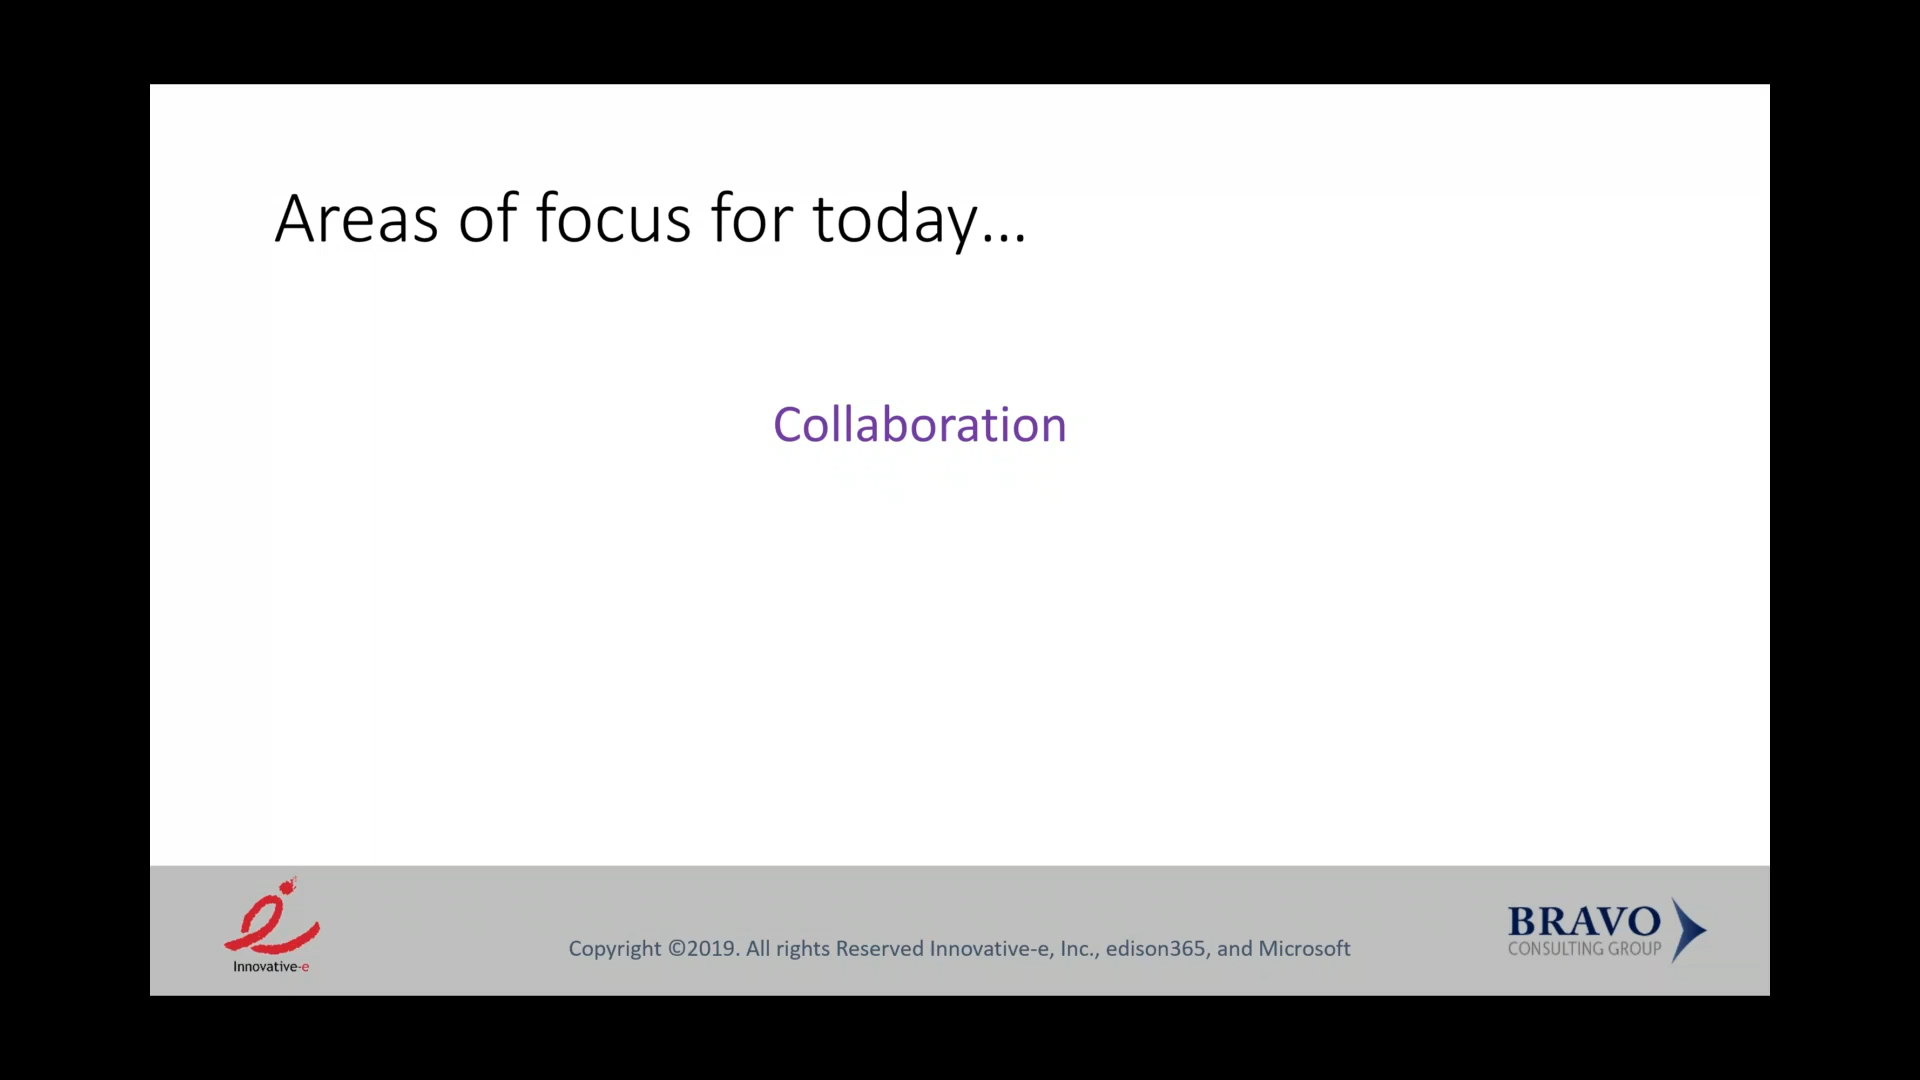 Areas of focus for today...
Collaboration
Innovative-e
Copyright ©2019. All rights Reserved Innovative-e, Inc., edison365, and Microsoft
BRAVO
CONSULTING GROUP